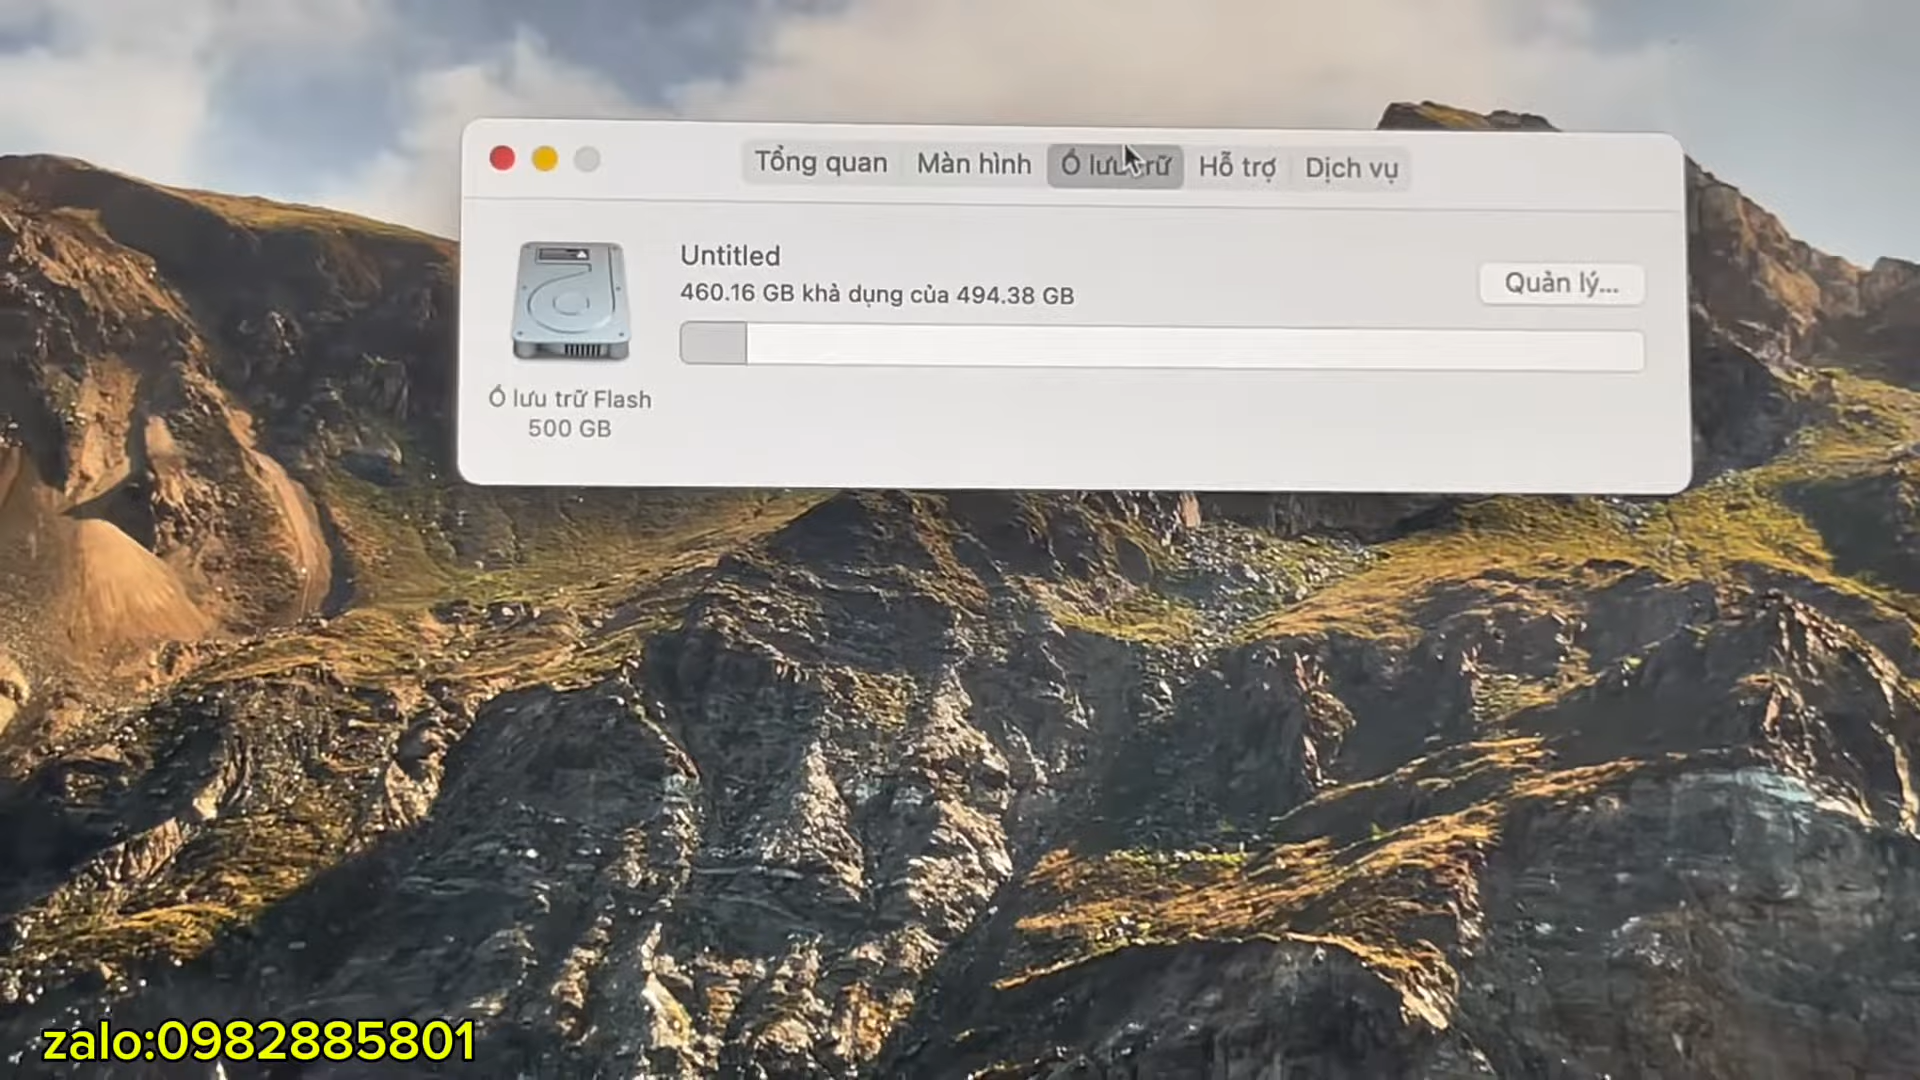 Tổng quan Màn hình Ổ lưu trữ Hỗ trợ Dịch vụ
Untitled
460.16 GB khả dụng của 494.38 GB
Quản lý...
Ổ lưu trữ Flash
500 GB
zalo:0982885801